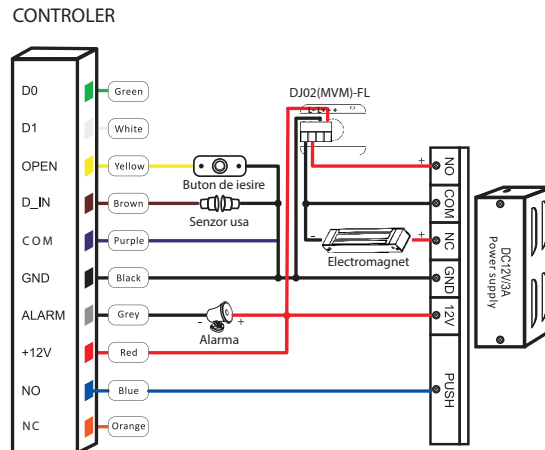 CONTROLER
DJ02(MVM)-FL
L- L+ - +
D0 Green
D1 White
OPEN Yellow
Buton de iesire
D_IN Brown
Senzor usa
COM Purple
GND Black
ALARM Grey
- +
Alarma
+12V Red
NO Blue
NC Orange
- +
Electromagnet
+
NO
COM
NC
GND
12V
PUSH
DC12V/3A
Power supply